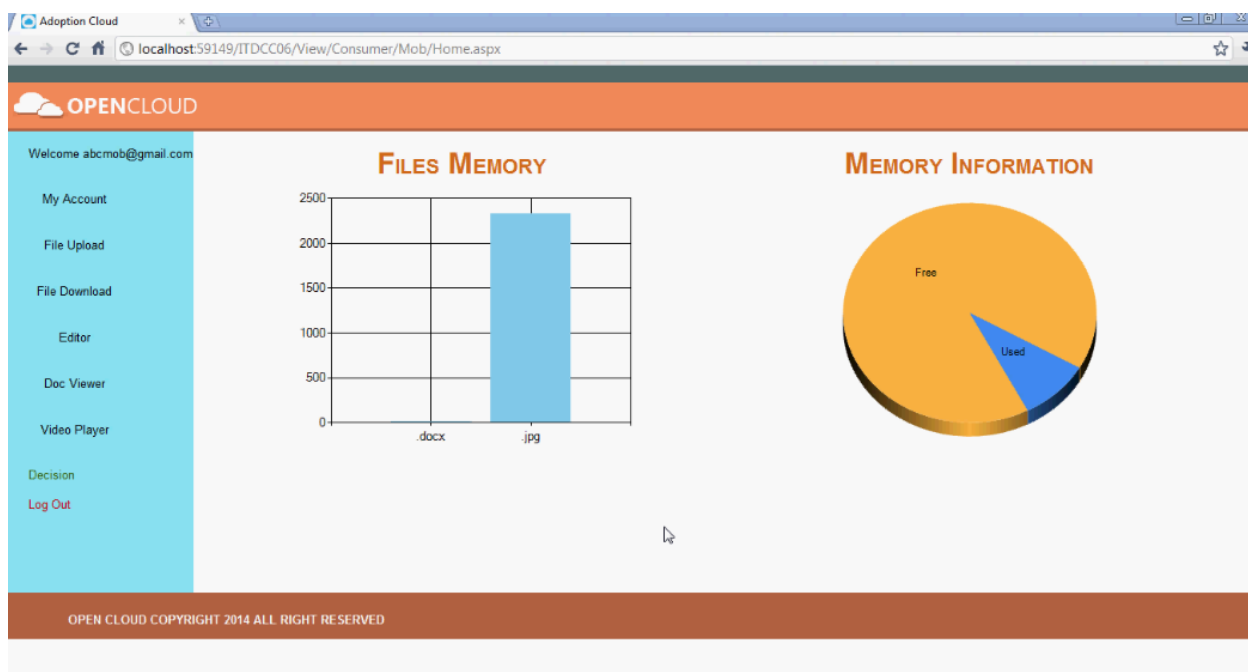 Adoption Cloud
localhost:59149/ITDCC06/View/Consumer/Mob/Home.aspx
OPENCLOUD
Welcome abcmob@gmail.com
My Account
File Upload
File Download
Editor
Doc Viewer
Video Player
Decision
Log Out
FILES MEMORY
2500
2000
1500
1000
500
0
.docx .jpg
MEMORY INFORMATION
Free
Used
OPEN CLOUD COPYRIGHT 2014 ALL RIGHT RESERVED